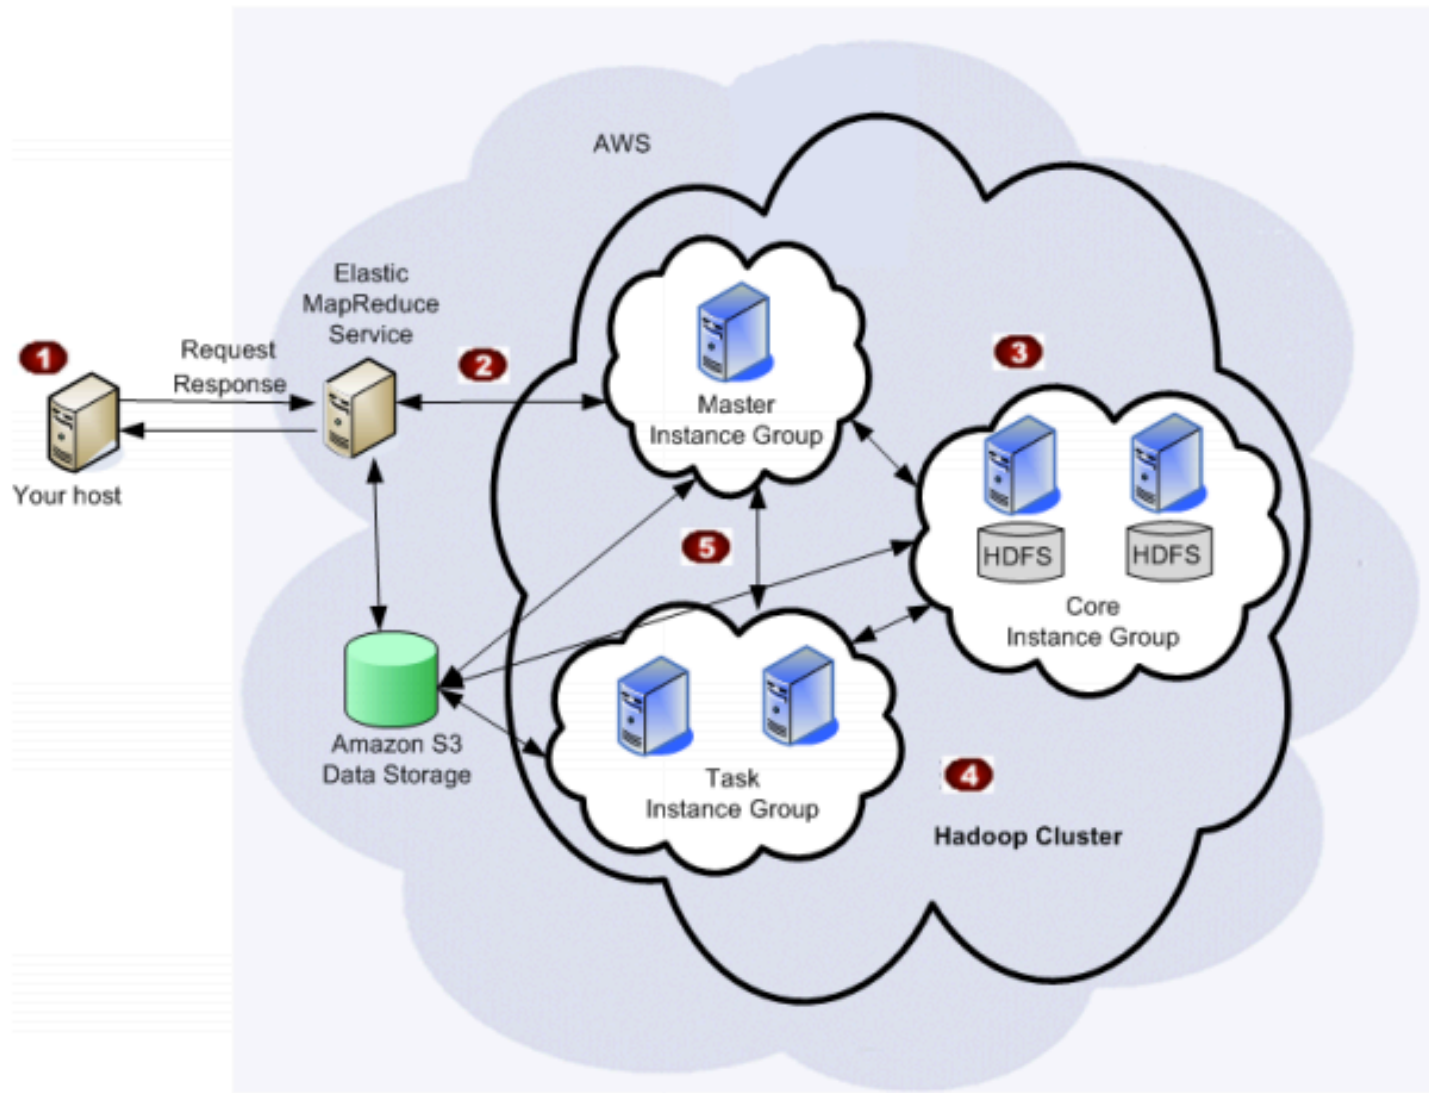 AWS
Elastic
MapReduce
Service
1
Request
Response
2
3
Your host
Master
Instance Group
HDFS
HDFS
5
Core
Instance Group
Amazon S3
Data Storage
Task
Instance Group
4
Hadoop Cluster